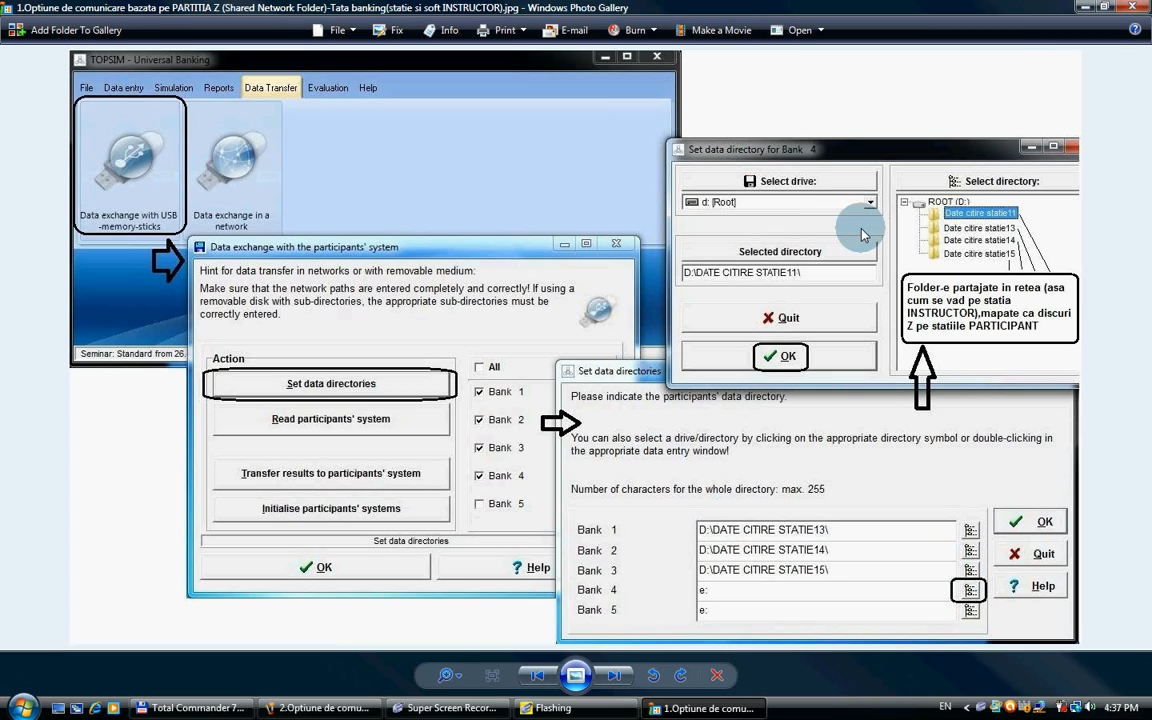 1.Optiune de comunicare bazata pe PARTITIA Z (Shared Network Folder)-Tata banking(statie si soft INSTRUCTOR).jpg - Windows Photo Gallery
Add Folder To Gallery
File
Fix
Info
Print
E-mail
Burn
Make a Movie
Open
TOPSIM - Universal Banking
File Data entry Simulation Reports Data Transfer Evaluation Help
Data exchange with USB
-memory-sticks
Data exchange in a
network
Seminar: Standard from 26.
Data exchange with the participants' system
Hint for data transfer in networks or with removable medium:
Make sure that the network paths are entered completely and correctly! If using a
removable disk with sub-directories, the appropriate sub-directories must be
correctly entered.
Action
Set data directories
Read participants' system
Transfer results to participants' system
Initialise participants' systems
All
Bank 1
Bank 2
Bank 3
Bank 4
Bank 5
Set data directories
OK
Help
Set data directory for Bank 4
Select drive:
d: [Root]
Selected directory
D:\DATE CITIRE STATIE11\
Quit
OK
Select directory:
ROOT (D:)
Date citire statie11
Date citire statie13
Date citire statie14
Date citire statie15
Folder-e partajate in retea (asa
cum se vad pe statia
INSTRUCTOR),mapate ca discuri
Z pe statiile PARTICIPANT
Set data directories
Please indicate the participants' data directory.
You can also select a drive/directory by clicking on the appropriate directory symbol or double-clicking in
the appropriate data entry window!
Number of characters for the whole directory: max. 255
Bank 1 D:\DATE CITIRE STATIE13\
Bank 2 D:\DATE CITIRE STATIE14\
Bank 3 D:\DATE CITIRE STATIE15\
Bank 4 e:
Bank 5 e:
OK
Quit
Help
Total Commander 7...
2.Optiune de comu...
Super Screen Recor...
Flashing
1.Optiune de comu...
EN
4:37 PM